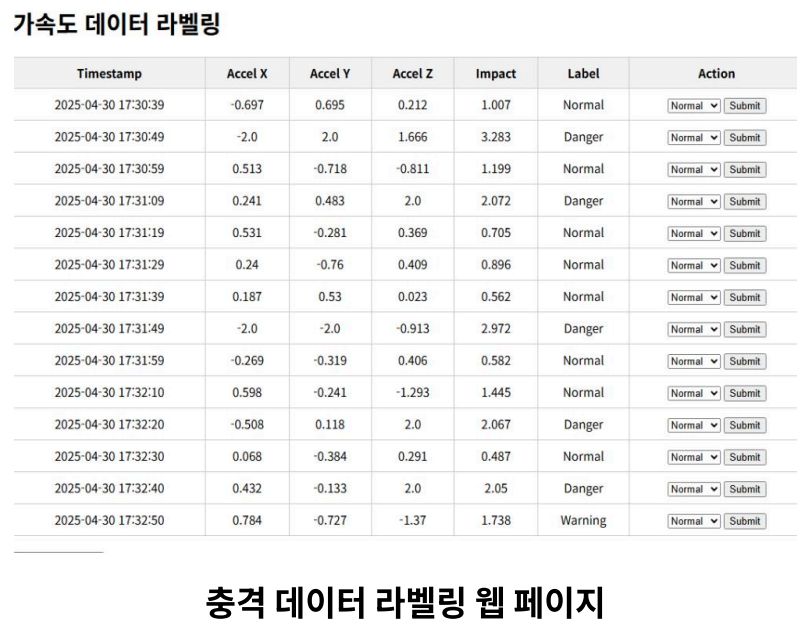 가속도 데이터 라벨링
Timestamp Accel X Accel Y Accel Z Impact Label Action
2025-04-30 17:30:39 -0.697 0.695 0.212 1.007 Normal Normal Submit
2025-04-30 17:30:49 -2.0 2.0 1.666 3.283 Danger Normal Submit
2025-04-30 17:30:59 0.513 -0.718 -0.811 1.199 Normal Normal Submit
2025-04-30 17:31:09 0.241 0.483 2.0 2.072 Danger Normal Submit
2025-04-30 17:31:19 0.531 -0.281 0.369 0.705 Normal Normal Submit
2025-04-30 17:31:29 0.24 -0.76 0.409 0.896 Normal Normal Submit
2025-04-30 17:31:39 0.187 0.53 0.023 0.562 Normal Normal Submit
2025-04-30 17:31:49 -2.0 -2.0 -0.913 2.972 Danger Normal Submit
2025-04-30 17:31:59 -0.269 -0.319 0.406 0.582 Normal Normal Submit
2025-04-30 17:32:10 0.598 -0.241 -1.293 1.445 Normal Normal Submit
2025-04-30 17:32:20 -0.508 0.118 2.0 2.067 Danger Normal Submit
2025-04-30 17:32:30 0.068 -0.384 0.291 0.487 Normal Normal Submit
2025-04-30 17:32:40 0.432 -0.133 2.0 2.05 Danger Normal Submit
2025-04-30 17:32:50 0.784 -0.727 -1.37 1.738 Warning Normal Submit
충격 데이터 라벨링 웹 페이지